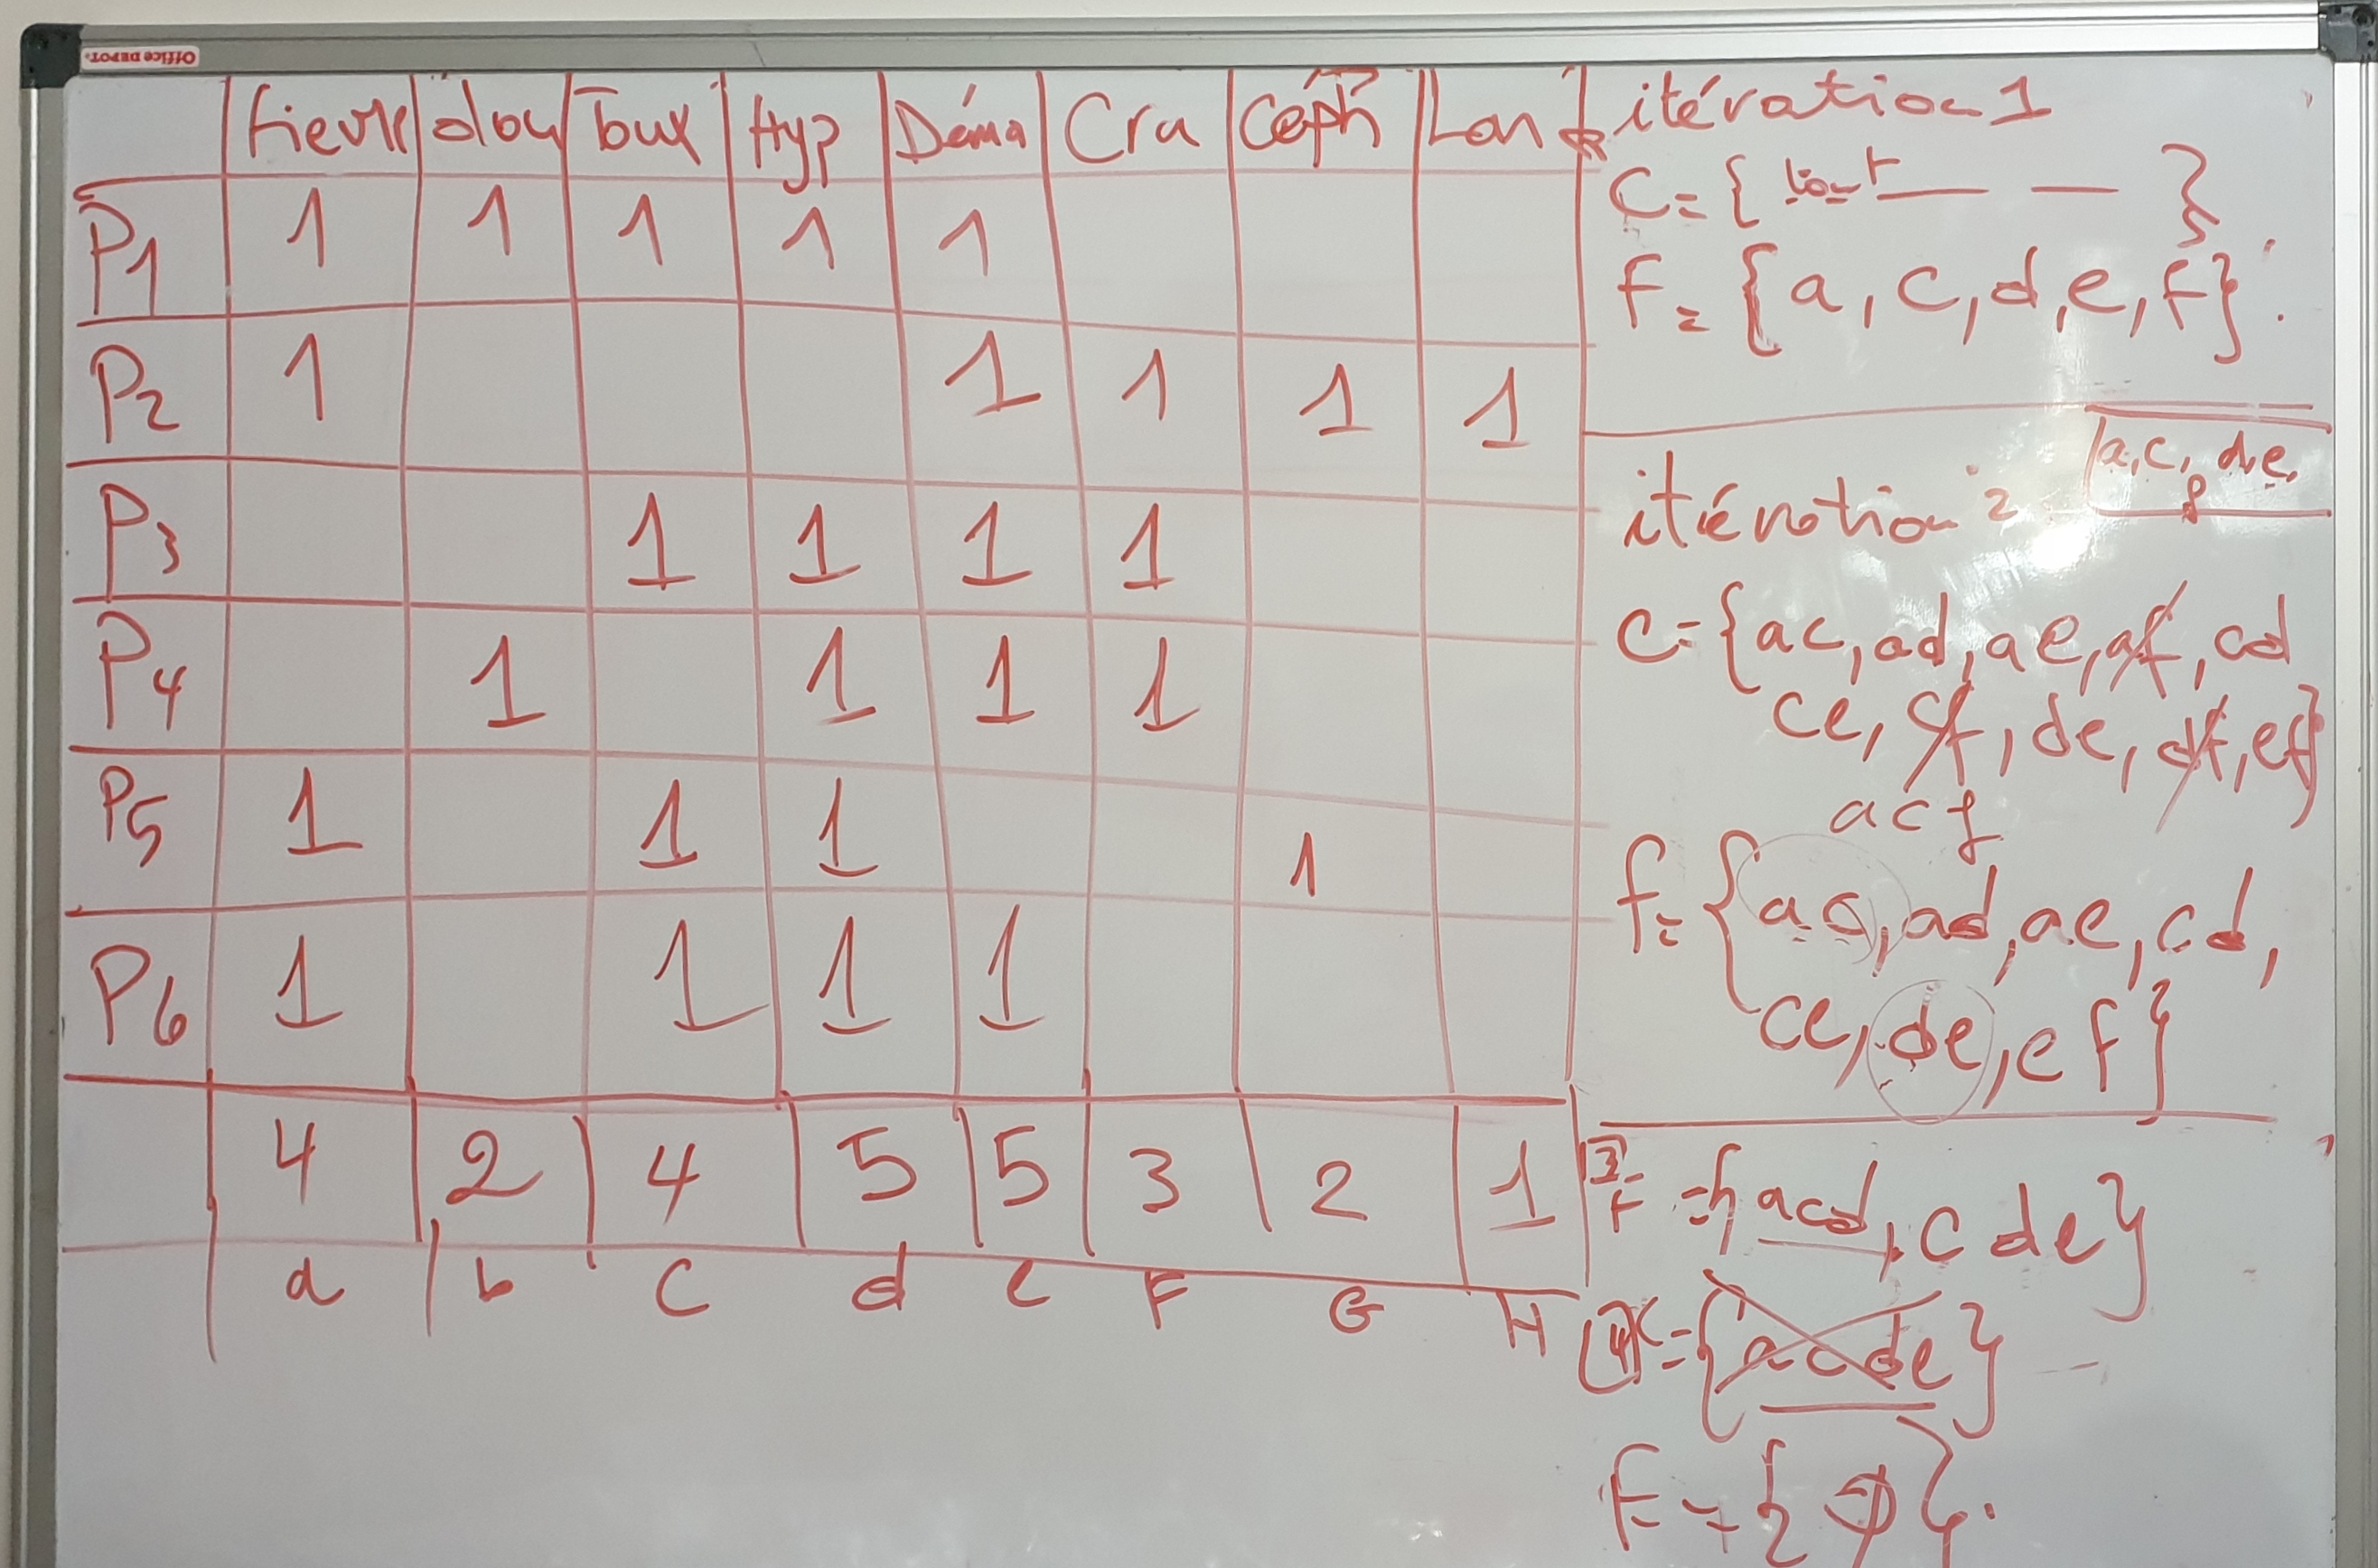 Office DEPOT.
fievre dou Toux Hyp Déma Cra Céph Lan
P1 1 1 1 1 1
P2 1 1 1 1 1
P3 1 1 1 1
P4 1 1 1 1
P5 1 1 1 1
P6 1 1 1 1
4 2 4 5 5 3 2 1
a b c d e F G H
itération 1
C = { tout }
F = {a, c, d, e, f}
itération 2
a, c, d, e,
f
C = {ac, ad, ae, af, cd
ce, cf, de, df, ef}
acf
F = {ac, ad, ae, cd,
ce, de, ef}
3
F = {acd, cde}
4 C = {acde}
F = {∅}.